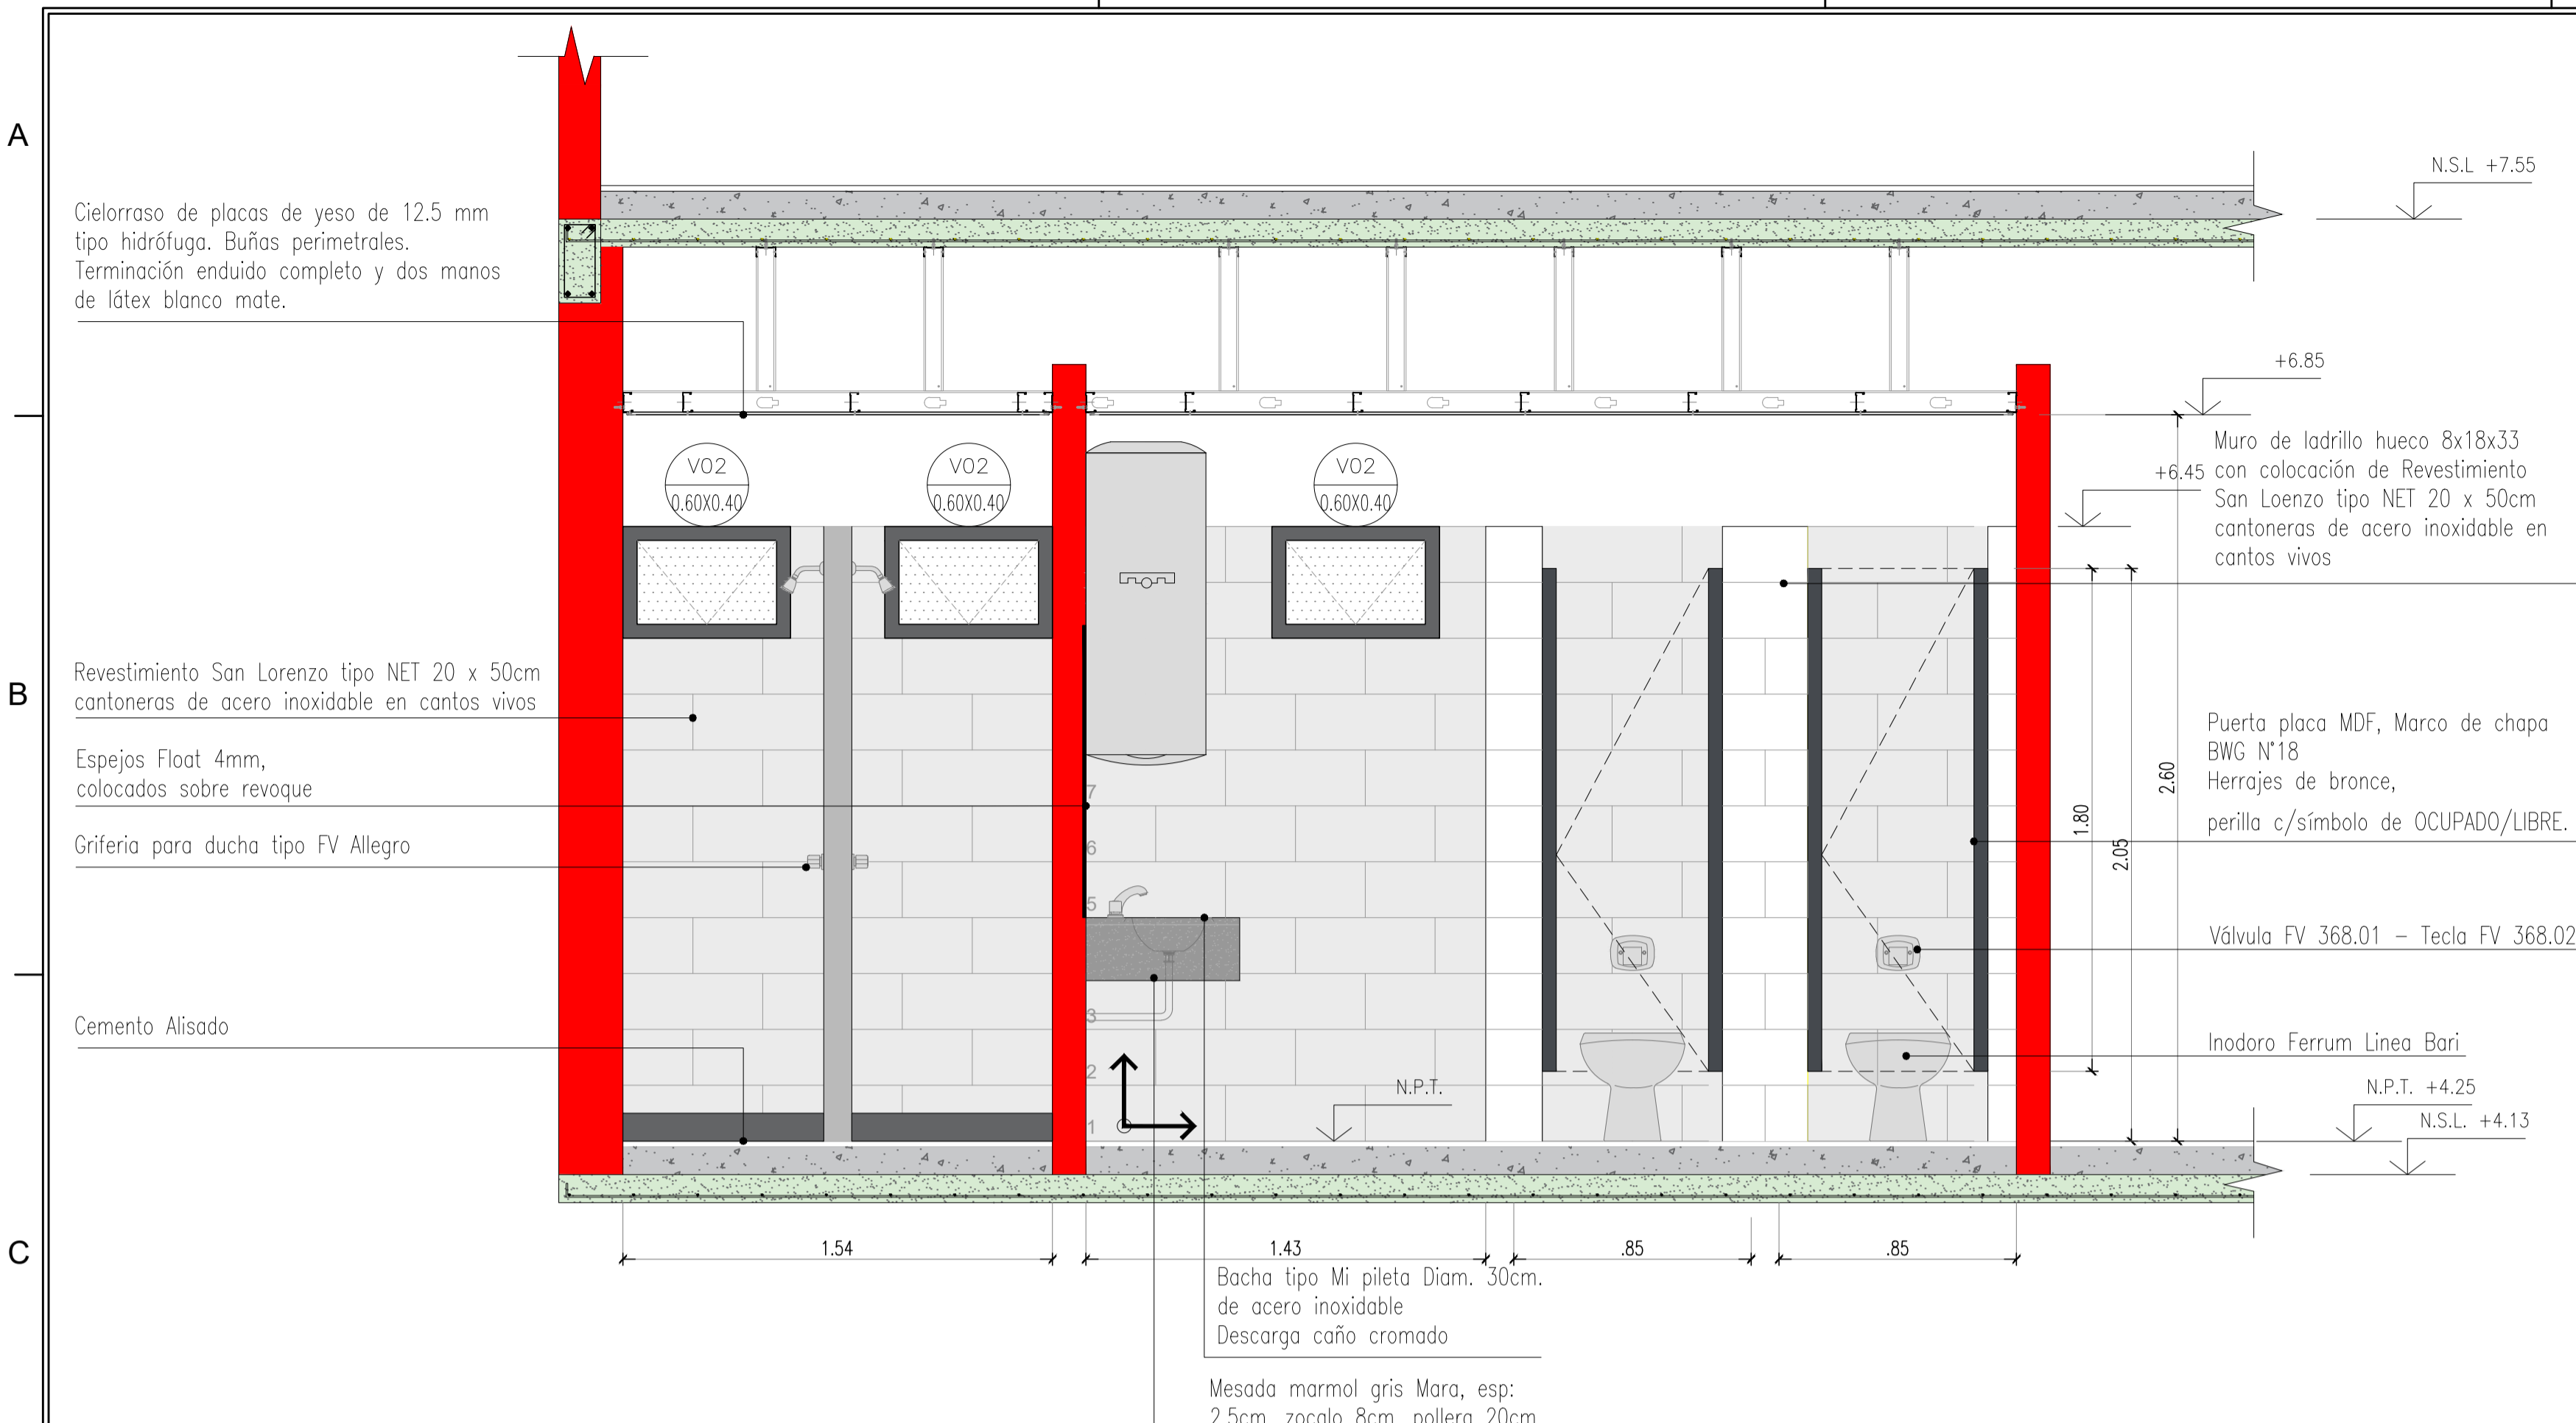 A
Cielorraso de placas de yeso de 12.5 mm
tipo hidrófuga. Buñas perimetrales.
Terminación enduido completo y dos manos
de látex blanco mate.
N.S.L +7.55
+6.85
Muro de ladrillo hueco 8x18x33
con colocación de Revestimiento
San Loenzo tipo NET 20 x 50cm
cantoneras de acero inoxidable en
cantos vivos
+6.45
V02
0.60X0.40
V02
0.60X0.40
V02
0.60X0.40
B
Revestimiento San Lorenzo tipo NET 20 x 50cm
cantoneras de acero inoxidable en cantos vivos
Espejos Float 4mm,
colocados sobre revoque
Griferia para ducha tipo FV Allegro
Cemento Alisado
7
6
5
3
2
1
N.P.T.
1.80
2.05
2.60
Puerta placa MDF, Marco de chapa
BWG N°18
Herrajes de bronce,
perilla c/símbolo de OCUPADO/LIBRE.
Válvula FV 368.01 – Tecla FV 368.02
Inodoro Ferrum Linea Bari
N.P.T. +4.25
N.S.L. +4.13
C
1.54
1.43
.85
.85
Bacha tipo Mi pileta Diam. 30cm.
de acero inoxidable
Descarga caño cromado
Mesada marmol gris Mara, esp:
2.5cm, zocalo 8cm, pollera 20cm